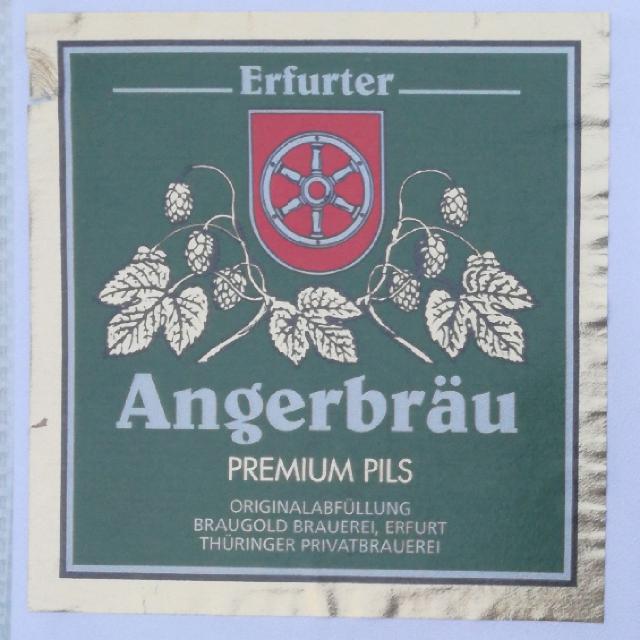 Erfurter
Angerbräu
PREMIUM PILS
ORIGINALABFÜLLUNG
BRAUGOLD BRAUEREI, ERFURT
THÜRINGER PRIVATBRAUEREI